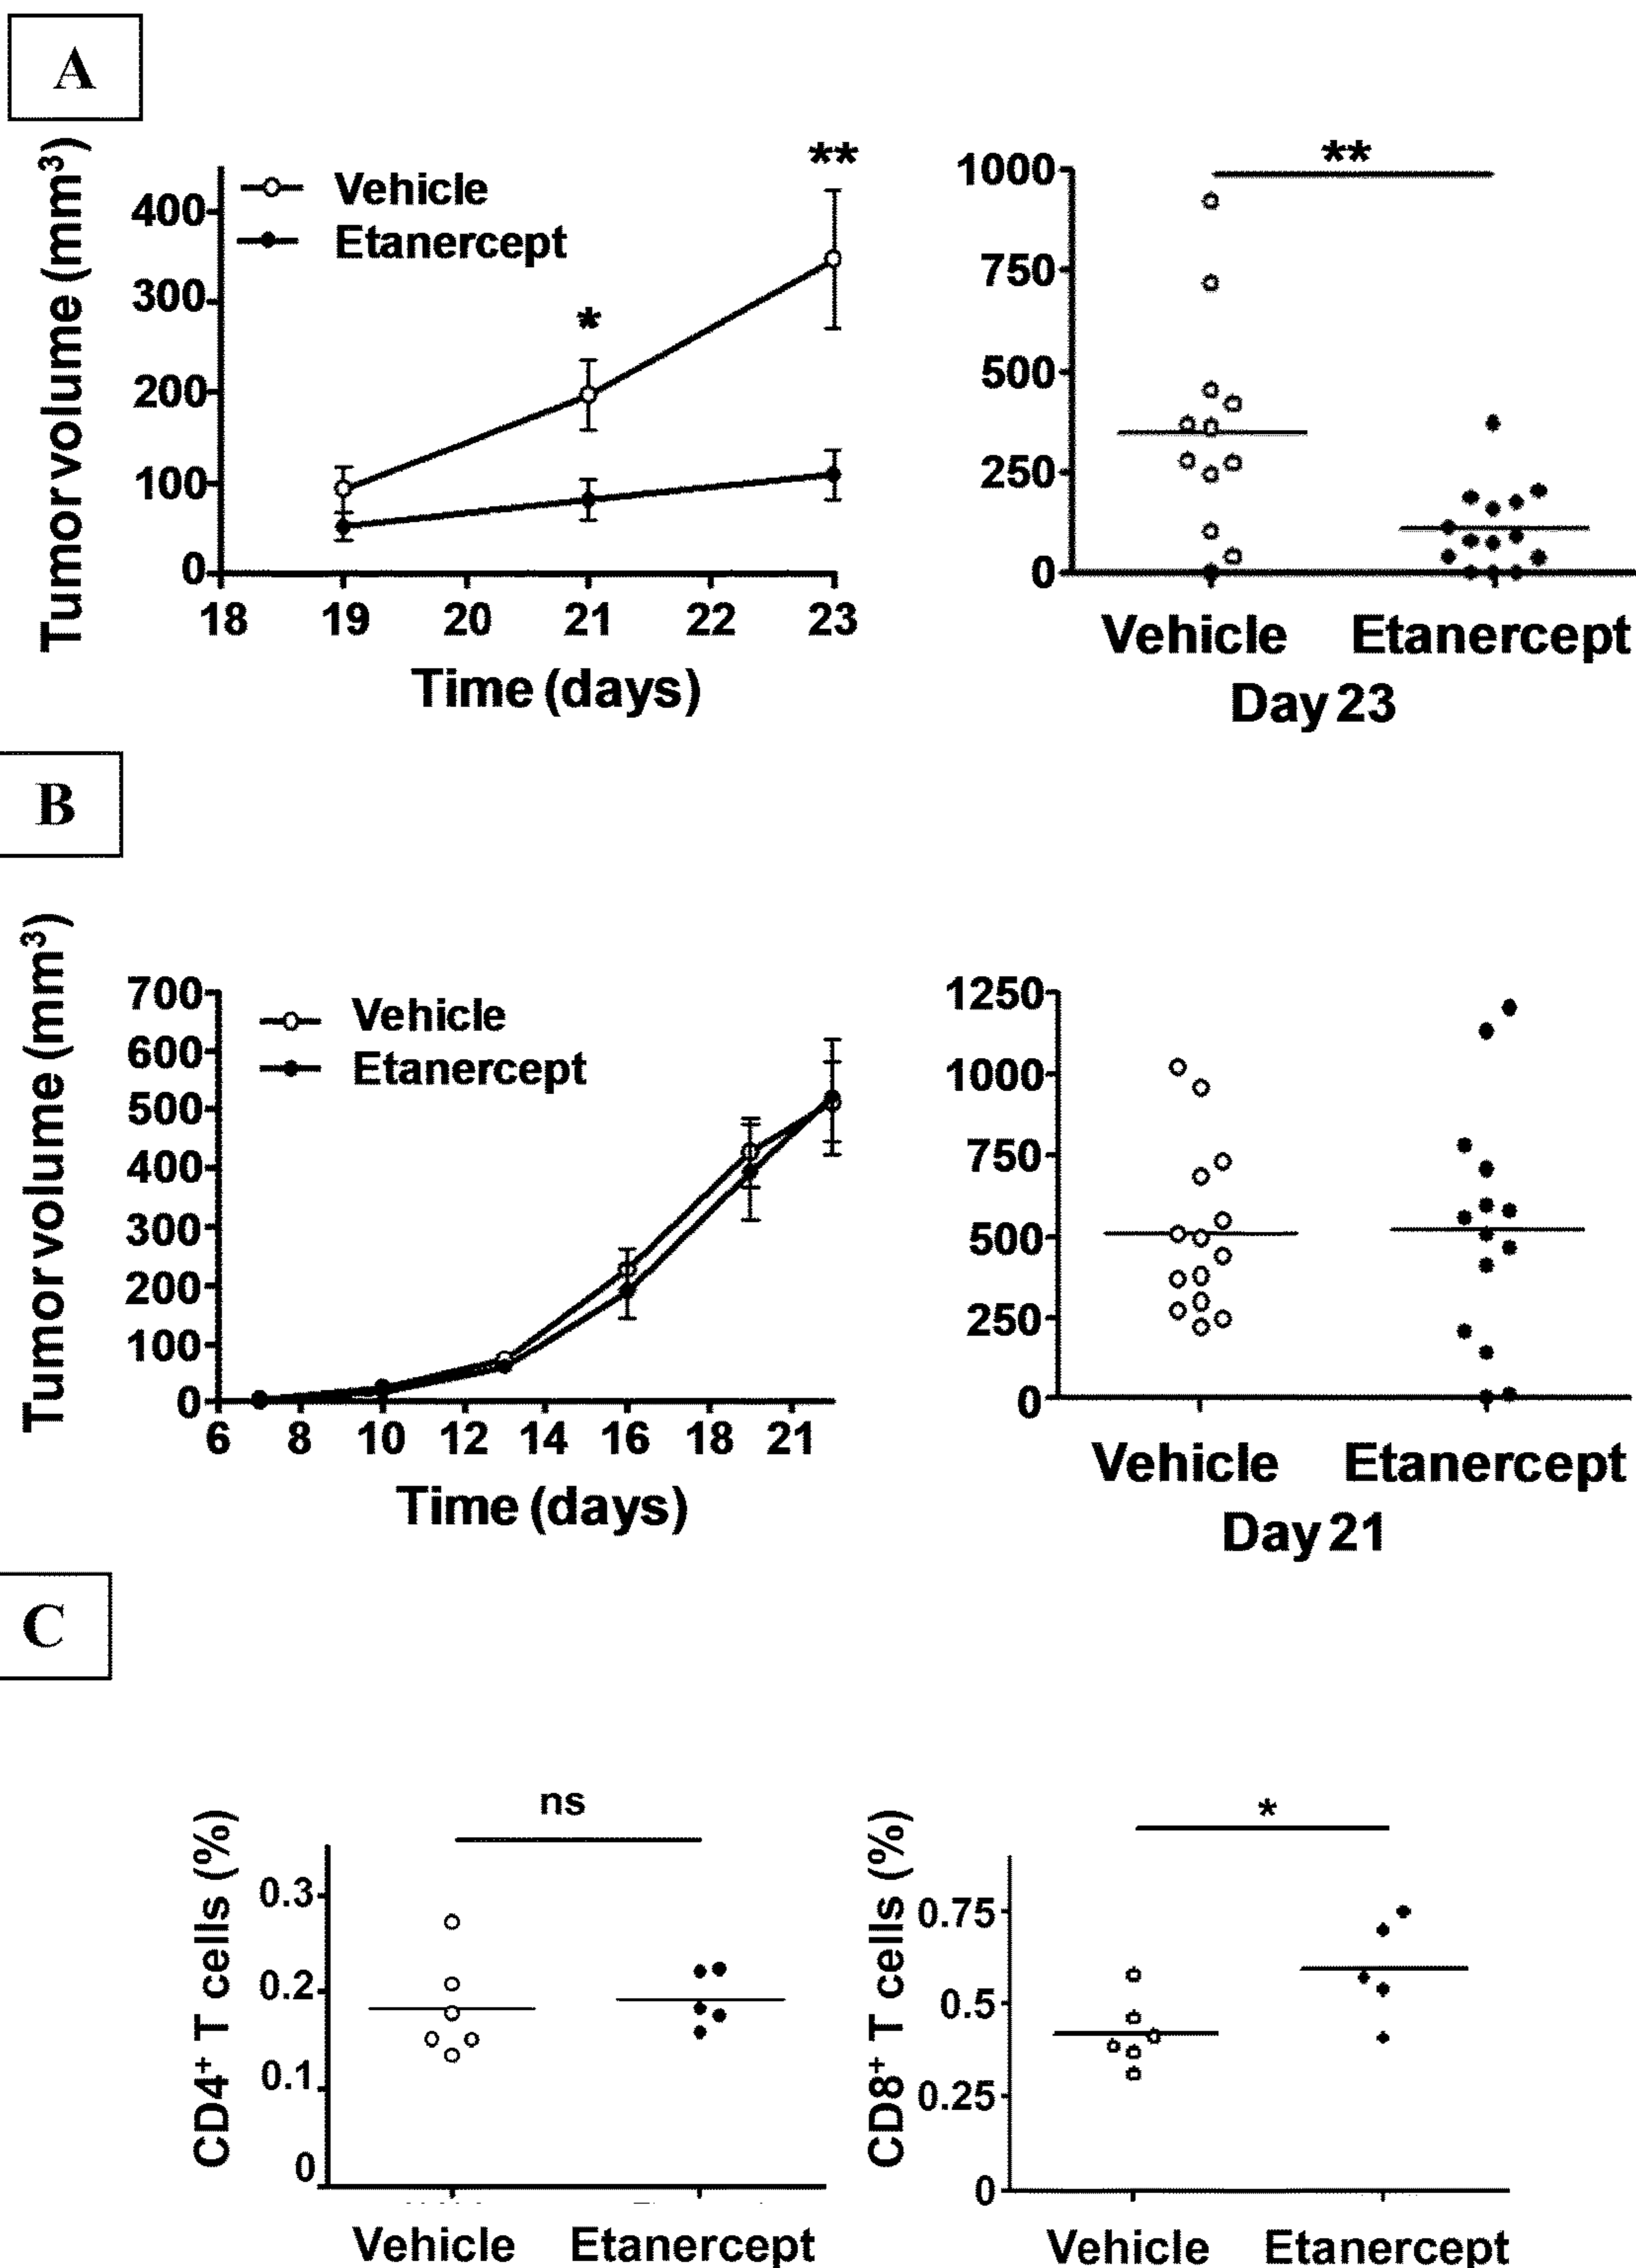 A
Tumor volume (mm³)
400
300
200
100
0
Vehicle
Etanercept
*
**
18 19 20 21 22 23
Time (days)
**
1000
750
500
250
0
Vehicle Etanercept
Day 23
B
Tumor volume (mm³)
700
600
500
400
300
200
100
0
Vehicle
Etanercept
6 8 10 12 14 16 18 21
Time (days)
1250
1000
750
500
250
0
Vehicle Etanercept
Day 21
C
CD4⁺ T cells (%)
ns
0.3
0.2
0.1
0
Vehicle Etanercept
CD8⁺ T cells (%)
*
0.75
0.5
0.25
0
Vehicle Etanercept